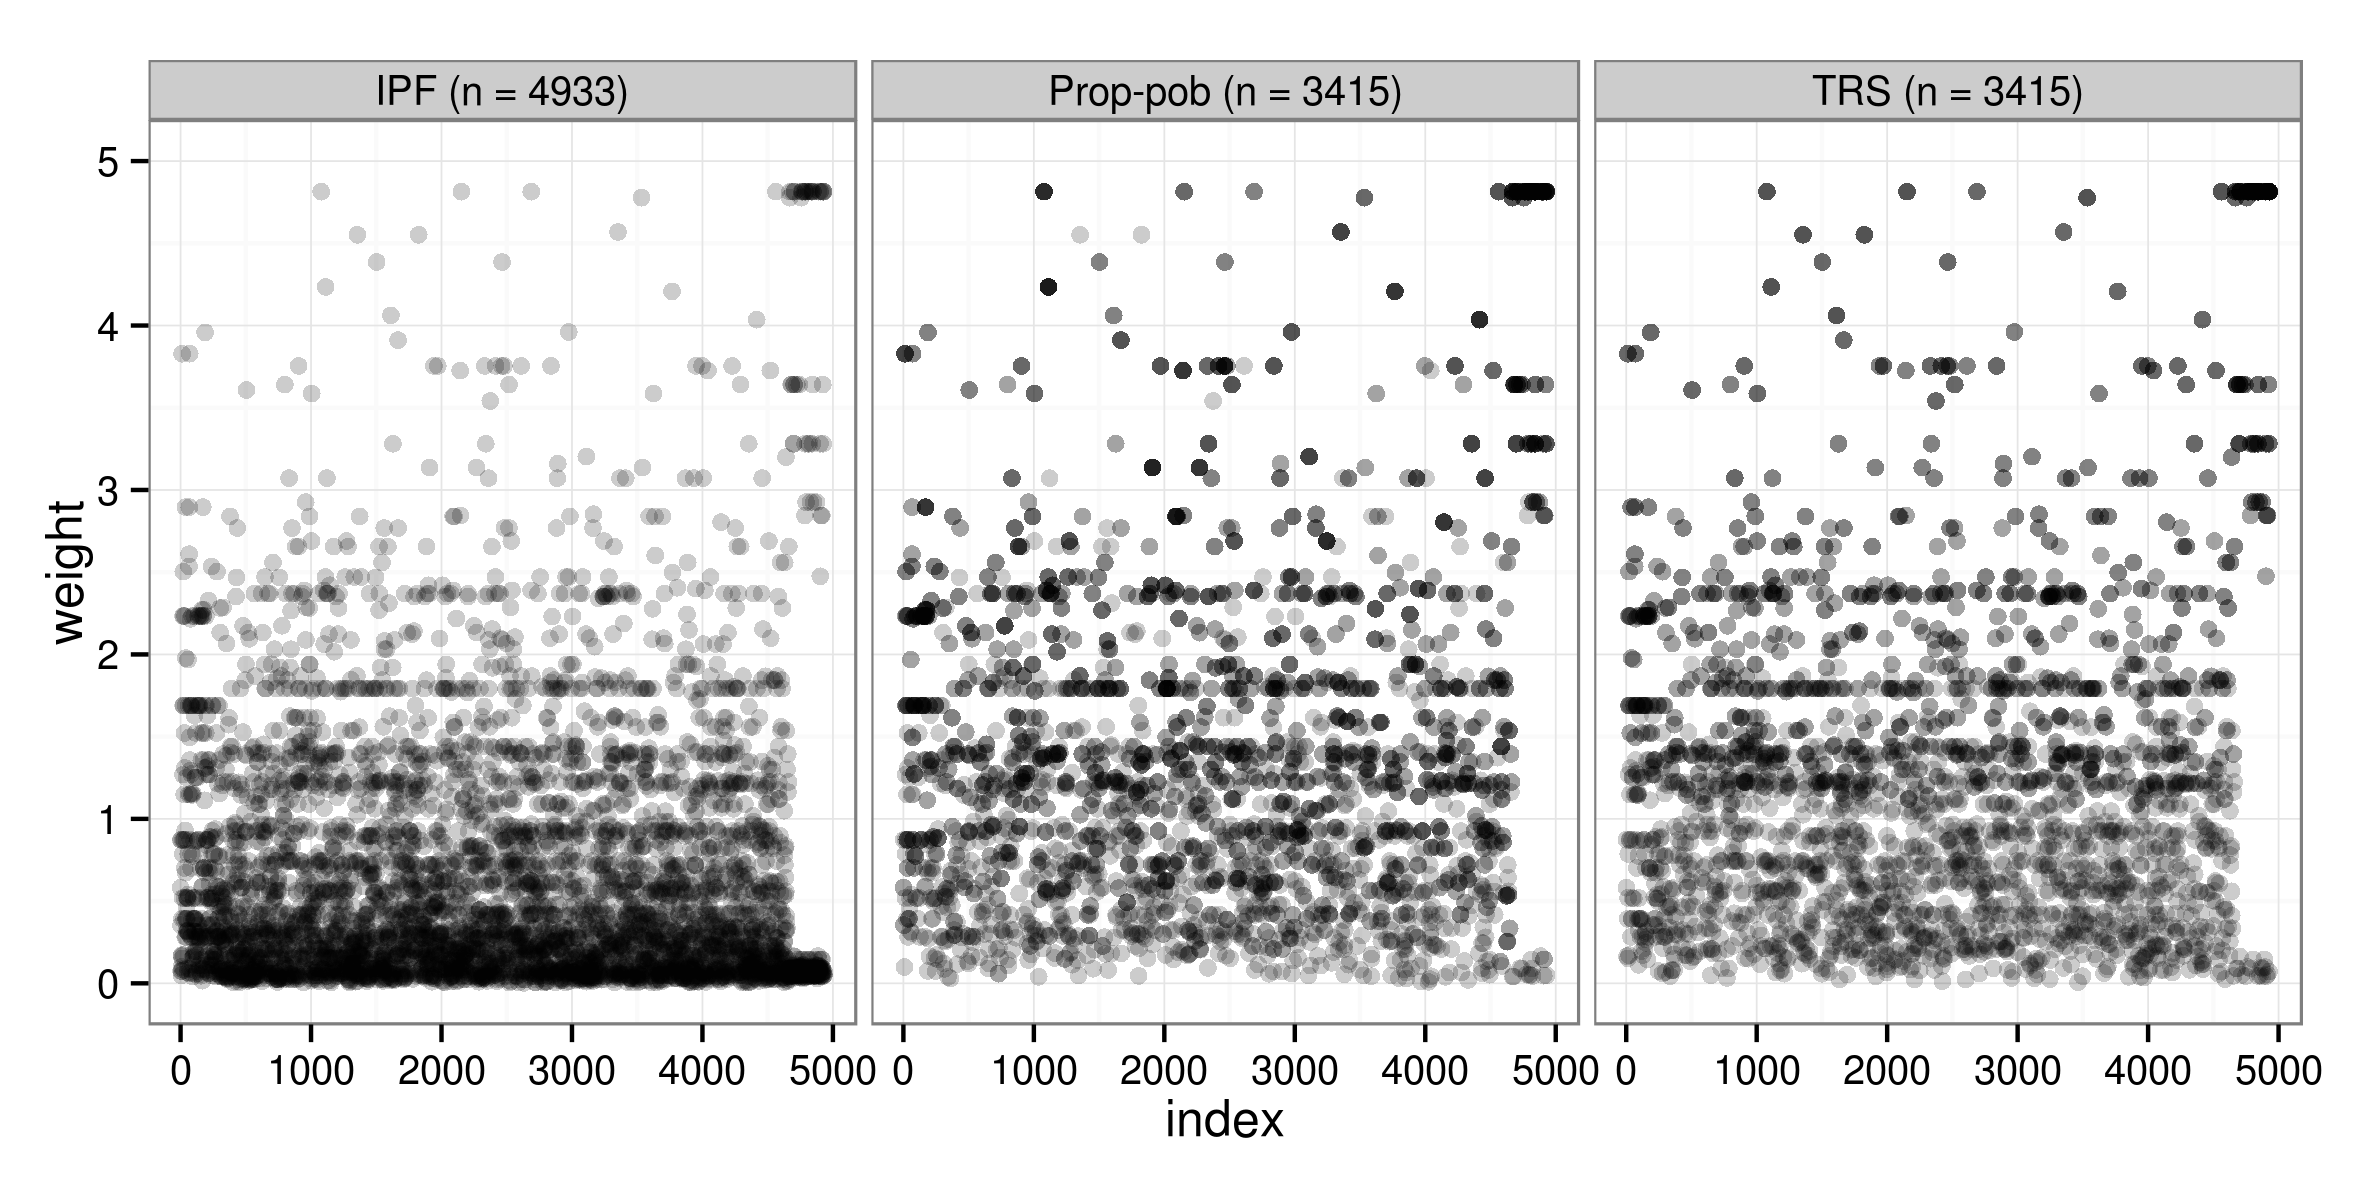 IPF (n = 4933)
Prop-pob (n = 3415)
TRS (n = 3415)
weight
5
4
3
2
1
0
0 1000 2000 3000 4000 5000
0 1000 2000 3000 4000 5000
0 1000 2000 3000 4000 5000
index